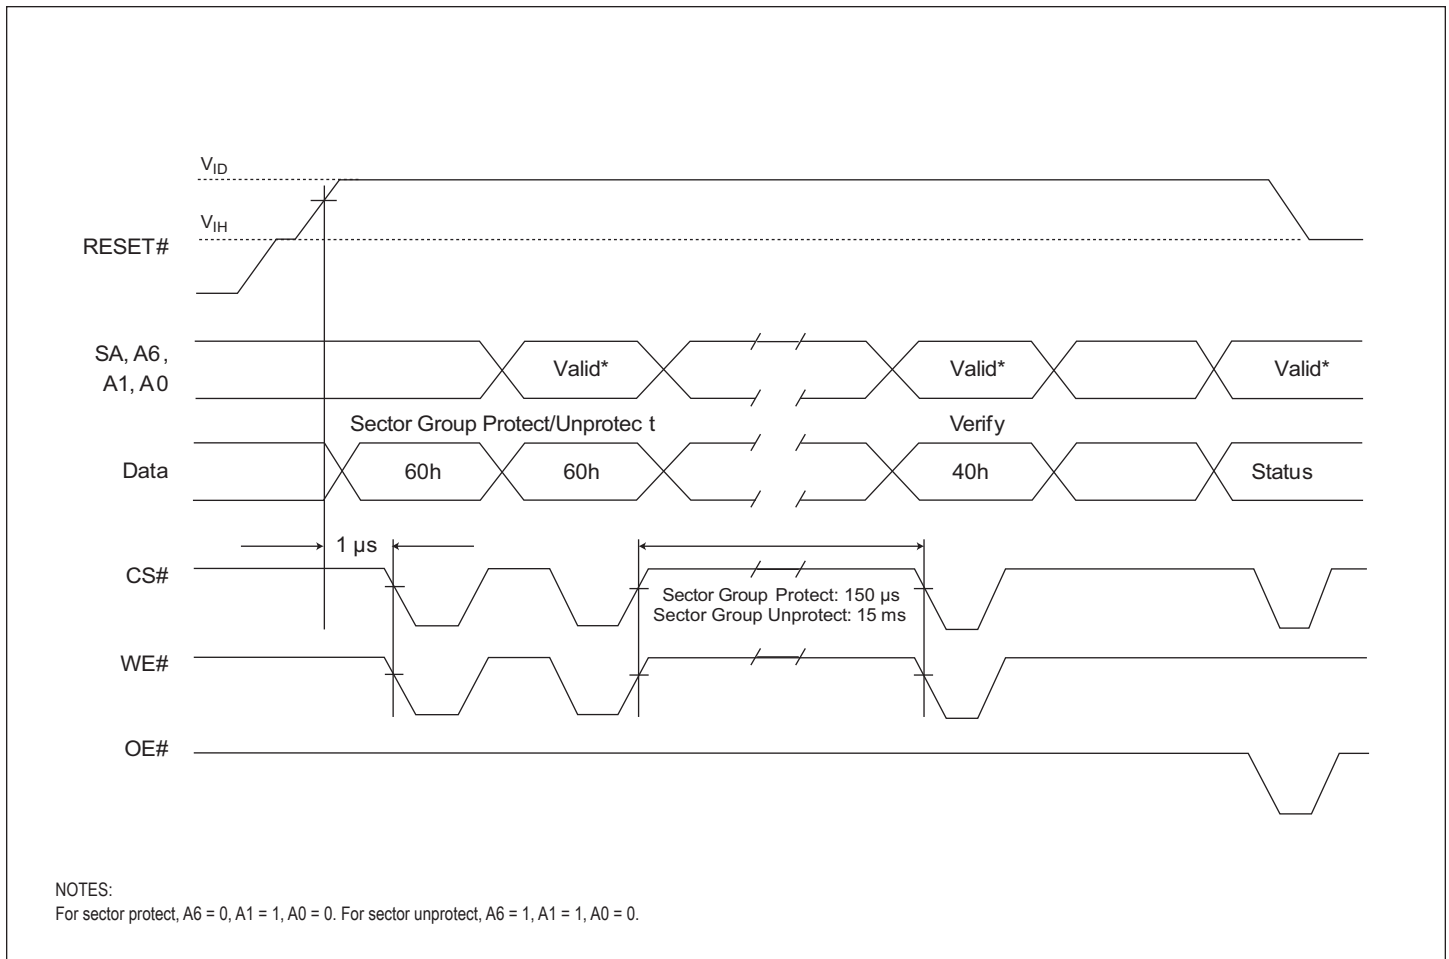 VID
VIH
RESET#
SA, A6,
A1, A0
Valid*
Valid*
Valid*
Sector Group Protect/Unprotec t
Verify
Data
60h
60h
40h
Status
1 µs
CS#
Sector Group Protect: 150 µs
Sector Group Unprotect: 15 ms
WE#
OE#
NOTES:
For sector protect, A6 = 0, A1 = 1, A0 = 0. For sector unprotect, A6 = 1, A1 = 1, A0 = 0.